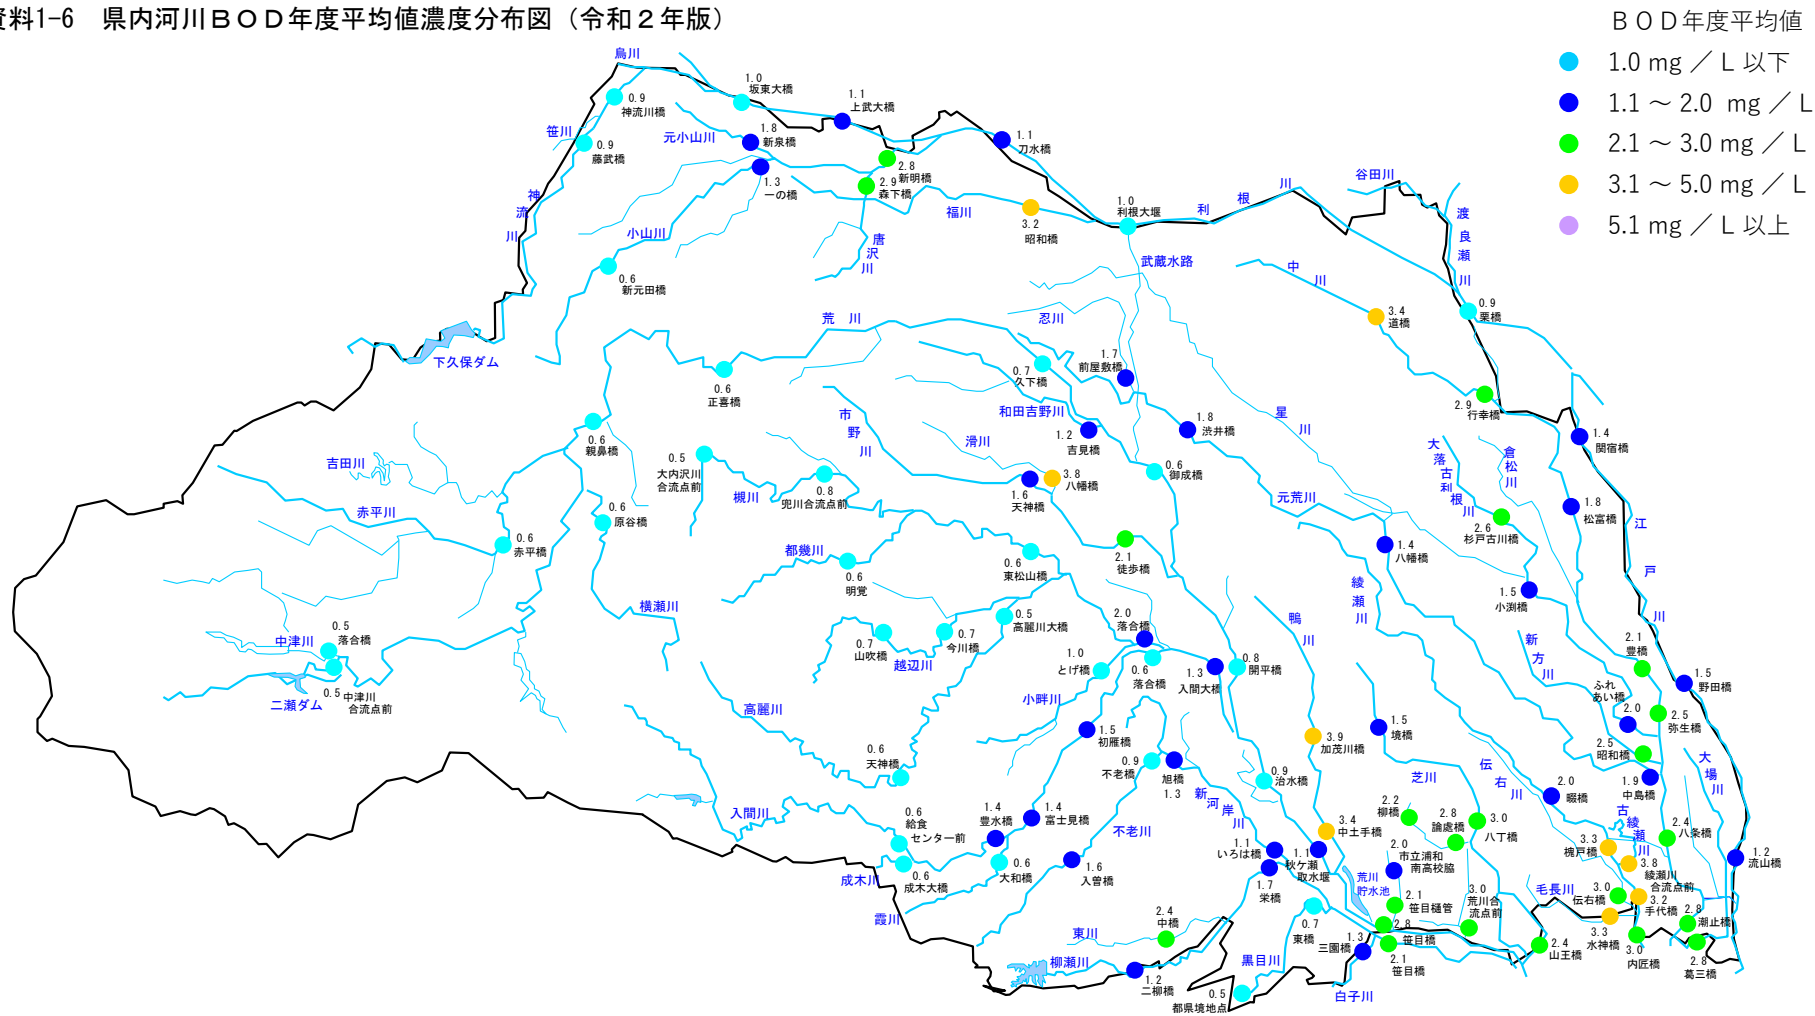 資料1-6　県内河川ＢＯＤ年度平均値濃度分布図（令和２年版）
ＢＯＤ年度平均値
1.0 mg ／ L 以下
1.1 ～ 2.0 mg ／ L
2.1 ～ 3.0 mg ／ L
3.1 ～ 5.0 mg ／ L
5.1 mg ／ L 以上
烏川
0.9
神流川橋
1.0
坂東大橋
1.1
上武大橋
笹川
0.9
藤武橋
元小山川
1.8
新泉橋
1.3
一の橋
2.8
新明橋
2.9
森下橋
1.1
刀水橋
神
流
川
小山川
0.6
新元田橋
唐
沢
川
福川
3.2
昭和橋
1.0
利根大堰
利
根
川
谷田川
渡
良
瀬
川
武蔵水路
中
川
3.4
道橋
0.9
栗橋
下久保ダム
荒　川
忍川
0.6
正喜橋
0.7
久下橋
1.7
前屋敷橋
2.9
行幸橋
和田吉野川
1.2
吉見橋
1.8
渋井橋
星
川
1.4
関宿橋
0.6
親鼻橋
市
野
川
滑川
0.5
大内沢川
合流点前
槻川
0.8
兜川合流点前
1.6
天神橋
3.8
八幡橋
0.6
御成橋
元荒川
大
落
古
利
根
川
倉
松
川
2.6
杉戸古川橋
1.8
松富橋
江
戸
川
吉田川
赤平川
0.6
赤平橋
0.6
原谷橋
都幾川
0.6
明覚
0.6
東松山橋
2.1
徒歩橋
1.4
八幡橋
綾
瀬
川
1.5
小渕橋
横瀬川
0.7
山吹橋
越辺川
0.7
今川橋
0.5
高麗川大橋
2.0
落合橋
0.6
落合橋
1.0
とげ橋
1.3
入間大橋
0.8
開平橋
鴨
川
新
方
川
2.1
豊橋
1.5
野田橋
中津川
0.5
落合橋
0.5
中津川
合流点前
二瀬ダム
高麗川
0.6
天神橋
小畔川
1.5
初雁橋
0.9
不老橋
旭橋
1.3
新
河
岸
川
0.9
治水橋
3.9
加茂川橋
1.5
境橋
ふれ
あい橋
2.0
2.5
弥生橋
2.5
昭和橋
1.9
中島橋
大
場
川
入間川
0.6
給食
センター前
0.6
成木大橋
成木川
霞川
1.4
豊水橋
1.4
富士見橋
0.6
大和橋
不老川
1.6
入曽橋
1.1
いろは橋
1.7
栄橋
1.1
秋ケ瀬
取水堰
3.4
中土手橋
芝川
2.2
柳橋
2.8
論處橋
3.0
八丁橋
伝
右
川
2.0
畷橋
古
綾
瀬
川
3.3
槐戸橋
3.8
綾瀬川
合流点前
2.4
八条橋
1.2
流山橋
荒川
貯水池
2.0
市立浦和
南高校脇
2.1
笹目樋管
2.8
笹目橋
2.1
笹目橋
3.0
荒川合
流点前
毛長川
3.0
伝右橋
3.2
手代橋
3.3
水神橋
3.0
内匠橋
2.8
潮止橋
2.8
葛三橋
2.4
山王橋
東川
2.4
中橋
柳瀬川
1.2
二柳橋
0.7
東橋
黒目川
0.5
都県境地点
1.3
三園橋
白子川